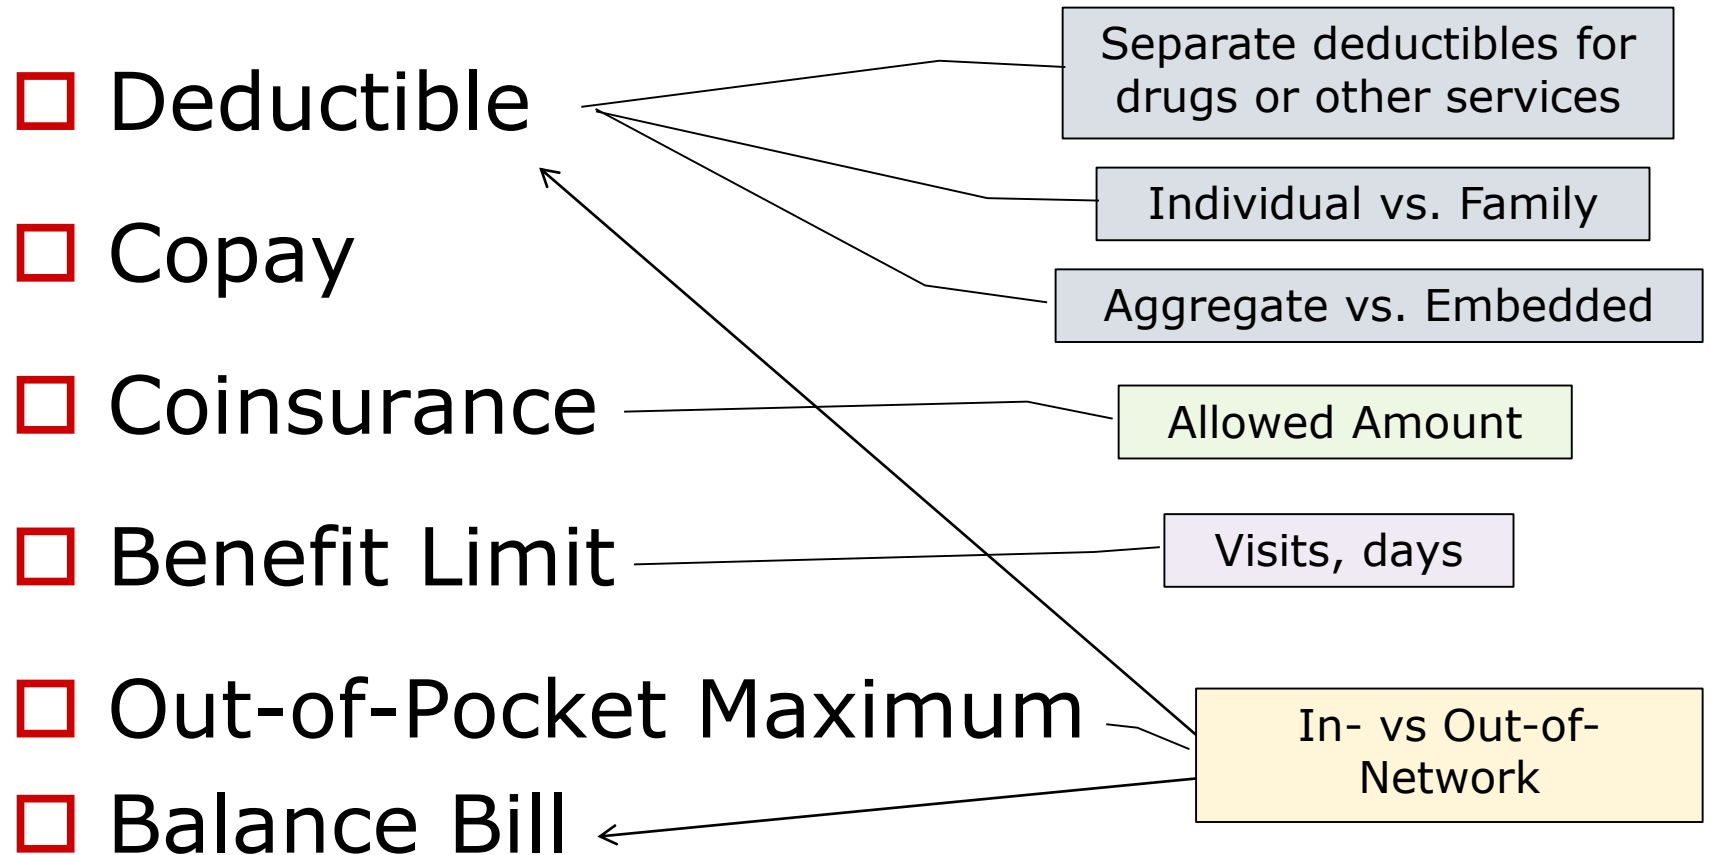 Deductible
Copay
Coinsurance
Benefit Limit
Out-of-Pocket Maximum
Balance Bill
Separate deductibles for
drugs or other services
Individual vs. Family
Aggregate vs. Embedded
Allowed Amount
Visits, days
In- vs Out-of-
Network